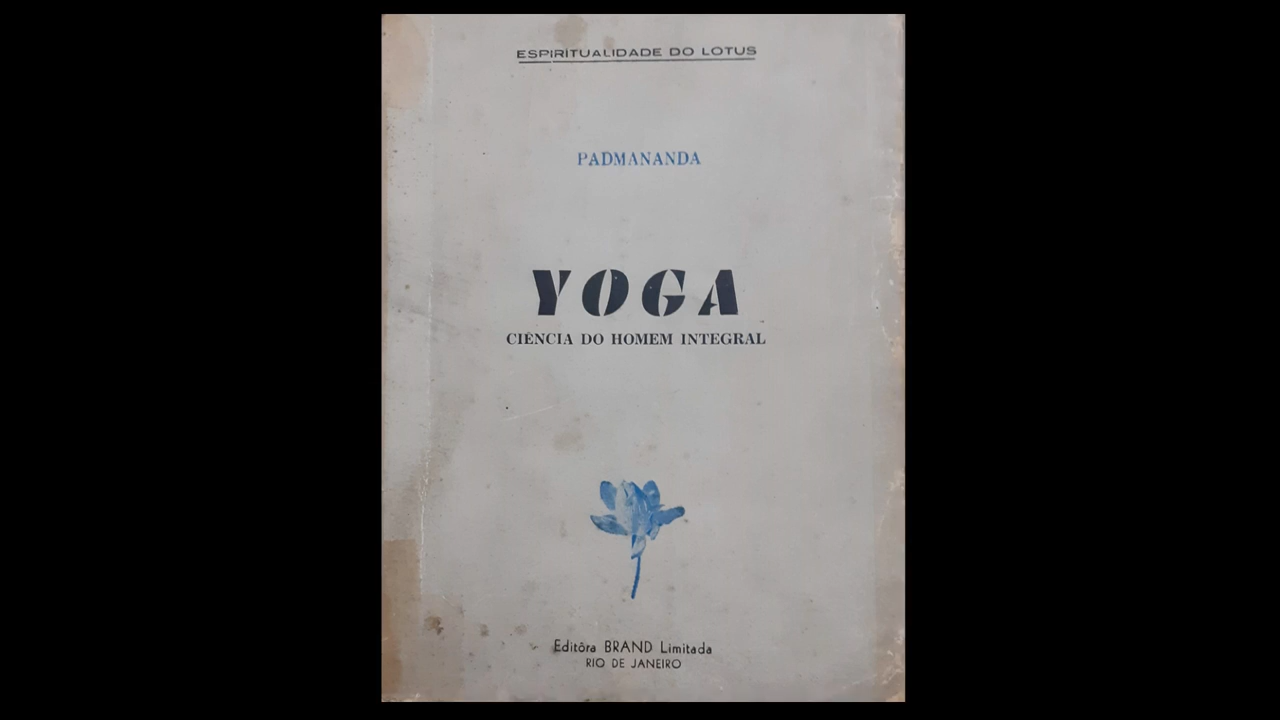 ESPIRITUALIDADE DO LOTUS
PADMANANDA
YOGA
CIÊNCIA DO HOMEM INTEGRAL
Editôra BRAND Limitada
RIO DE JANEIRO